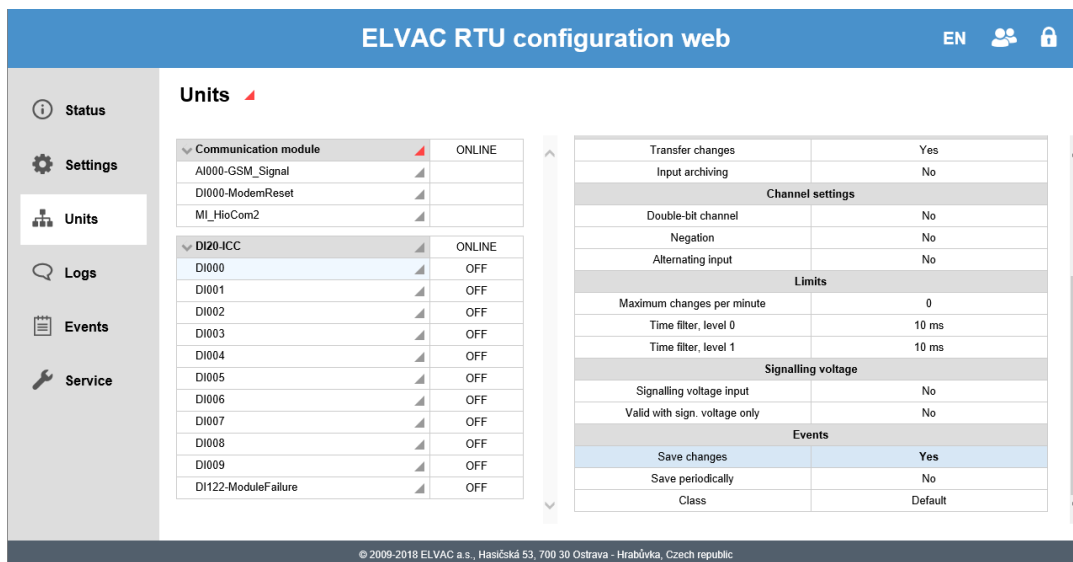 ELVAC RTU configuration web
EN
Status
Settings
Units
Logs
Events
Service
Units
Communication module ONLINE
AI000-GSM_Signal
DI000-ModemReset
MI_HioCom2
DI20-ICC ONLINE
DI000 OFF
DI001 OFF
DI002 OFF
DI003 OFF
DI004 OFF
DI005 OFF
DI006 OFF
DI007 OFF
DI008 OFF
DI009 OFF
DI122-ModuleFailure OFF
Transfer changes Yes
Input archiving No
Channel settings
Double-bit channel No
Negation No
Alternating input No
Limits
Maximum changes per minute 0
Time filter, level 0 10 ms
Time filter, level 1 10 ms
Signalling voltage
Signalling voltage input No
Valid with sign. voltage only No
Events
Save changes Yes
Save periodically No
Class Default
© 2009-2018 ELVAC a.s., Hasičská 53, 700 30 Ostrava - Hrabůvka, Czech republic